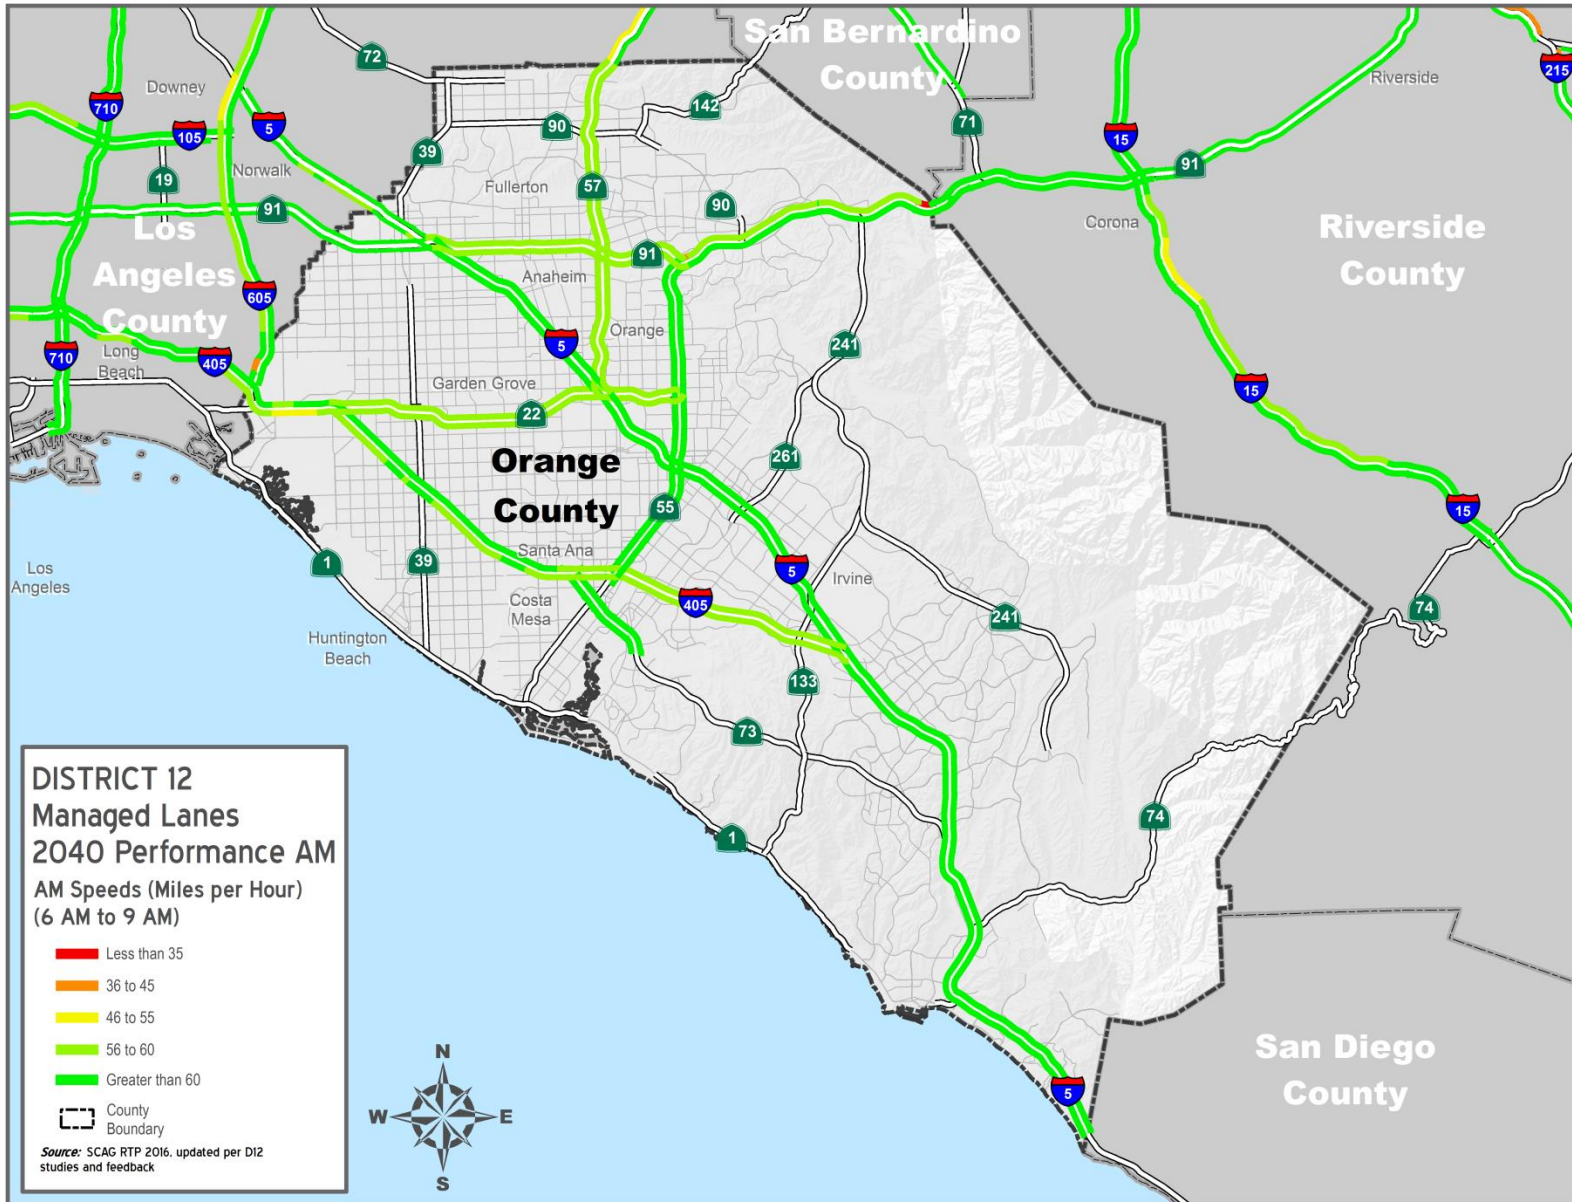 San Bernardino
County
72
Downey
710
105
5
142
90
39
71
15
Riverside
215
91
19
Norwalk
Fullerton
57
90
91
Los
Angeles
County
Corona
Riverside
County
91
Anaheim
605
Orange
5
241
710
Long
Beach
405
Garden Grove
22
15
Orange
County
261
55
15
Santa Ana
1
39
5
Irvine
Los
Angeles
Costa
Mesa
405
241
74
Huntington
Beach
133
73
1
74
DISTRICT 12
Managed Lanes
2040 Performance AM
AM Speeds (Miles per Hour)
(6 AM to 9 AM)
Less than 35
36 to 45
46 to 55
56 to 60
Greater than 60
County
Boundary
Source: SCAG RTP 2016, updated per D12
studies and feedback
N
W
E
S
San Diego
County
5